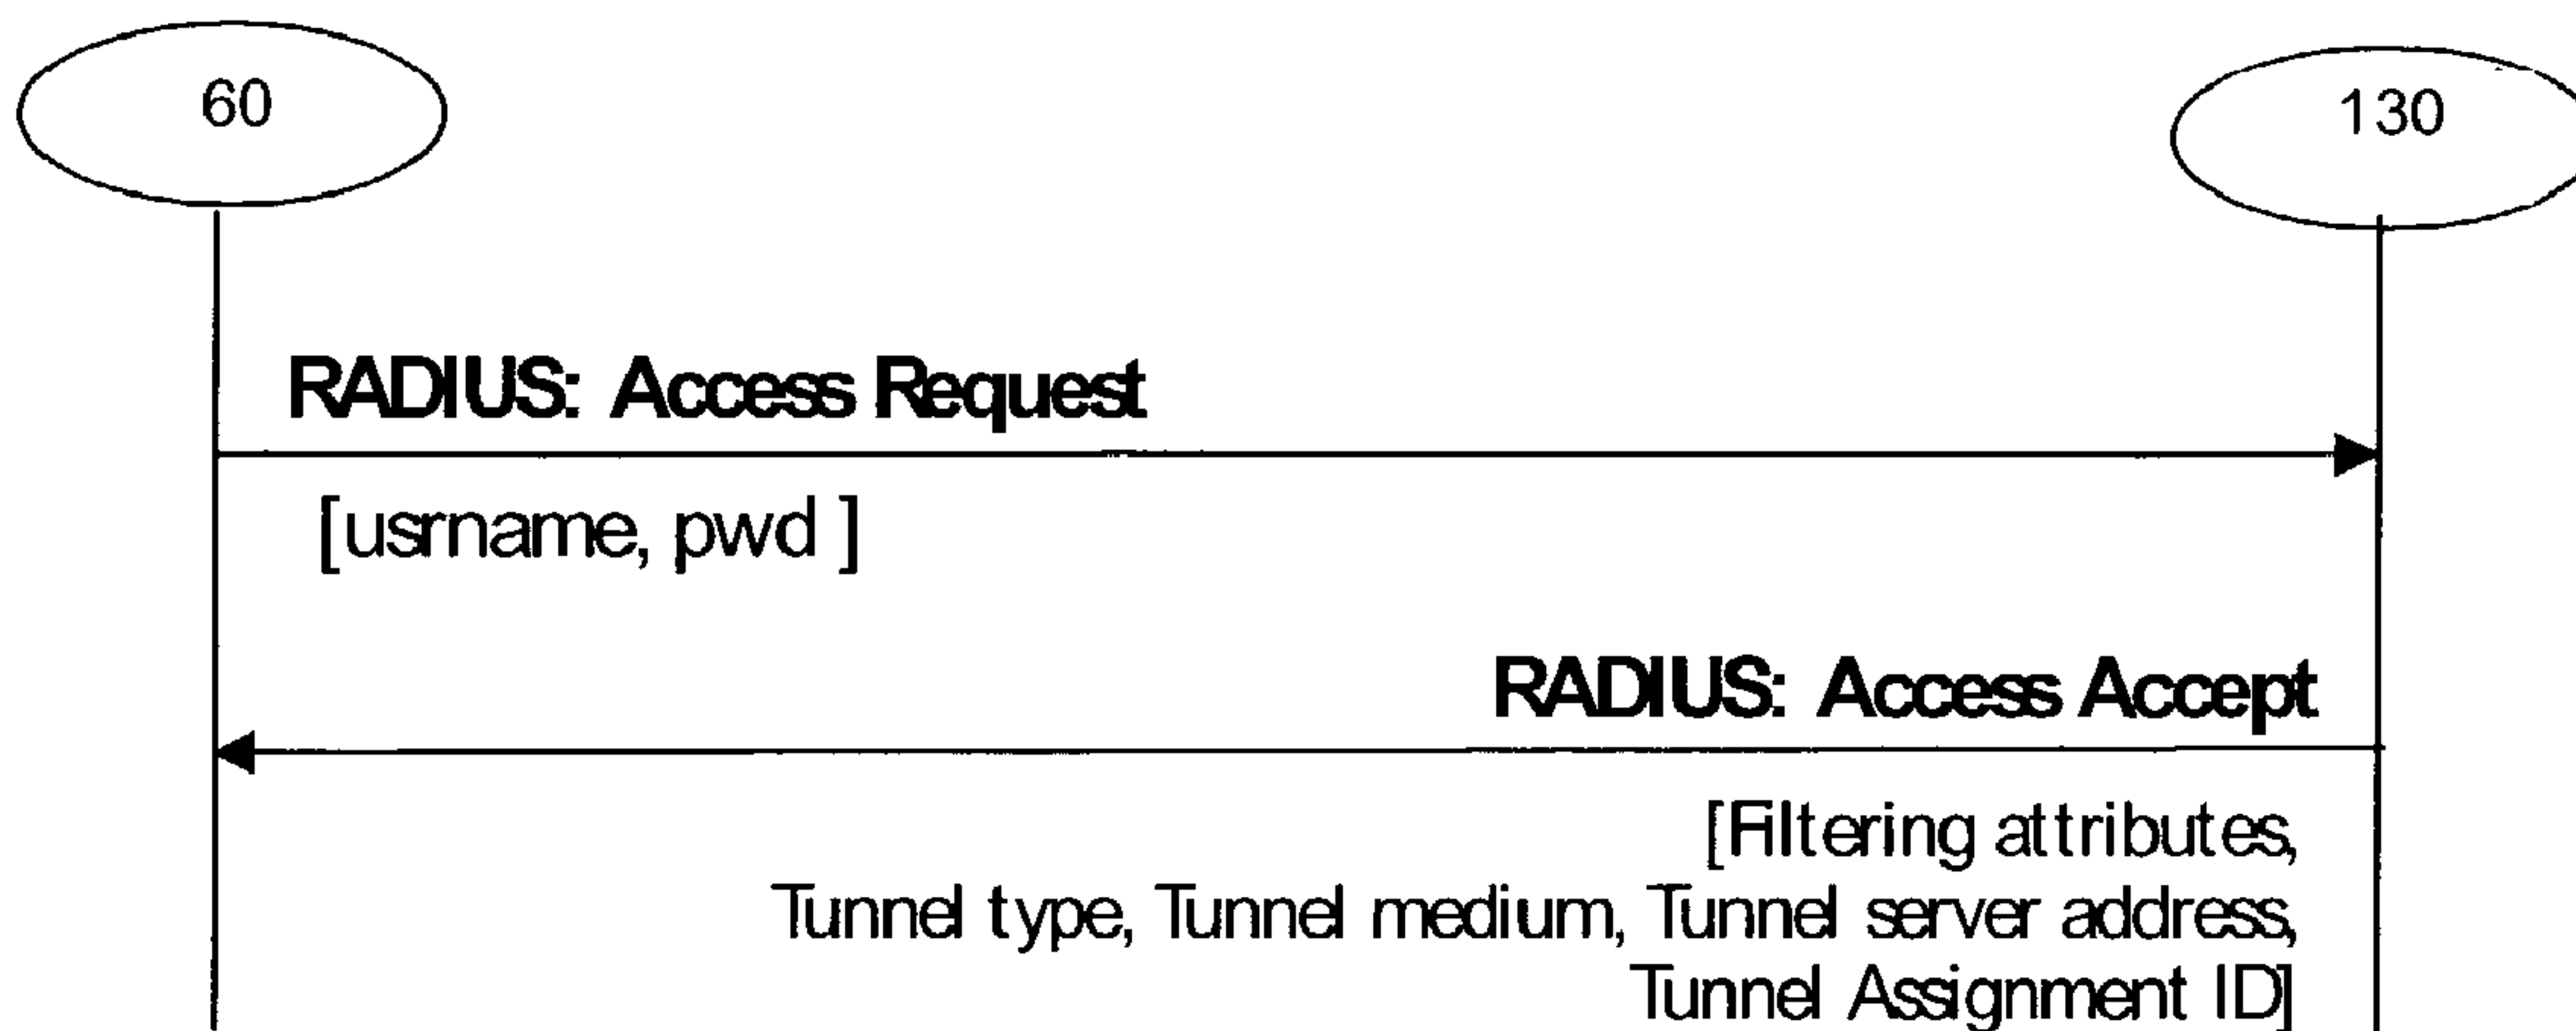 60
130
RADIUS: Access Request
[usrname, pwd ]
RADIUS: Access Accept
[Filtering attributes,
Tunnel type, Tunnel medium, Tunnel server address,
Tunnel Assignment ID]